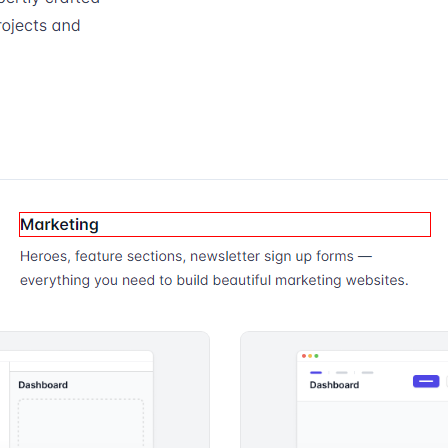 rojects and
Marketing
Heroes, feature sections, newsletter sign up forms —
everything you need to build beautiful marketing websites.
Dashboard
Dashboard